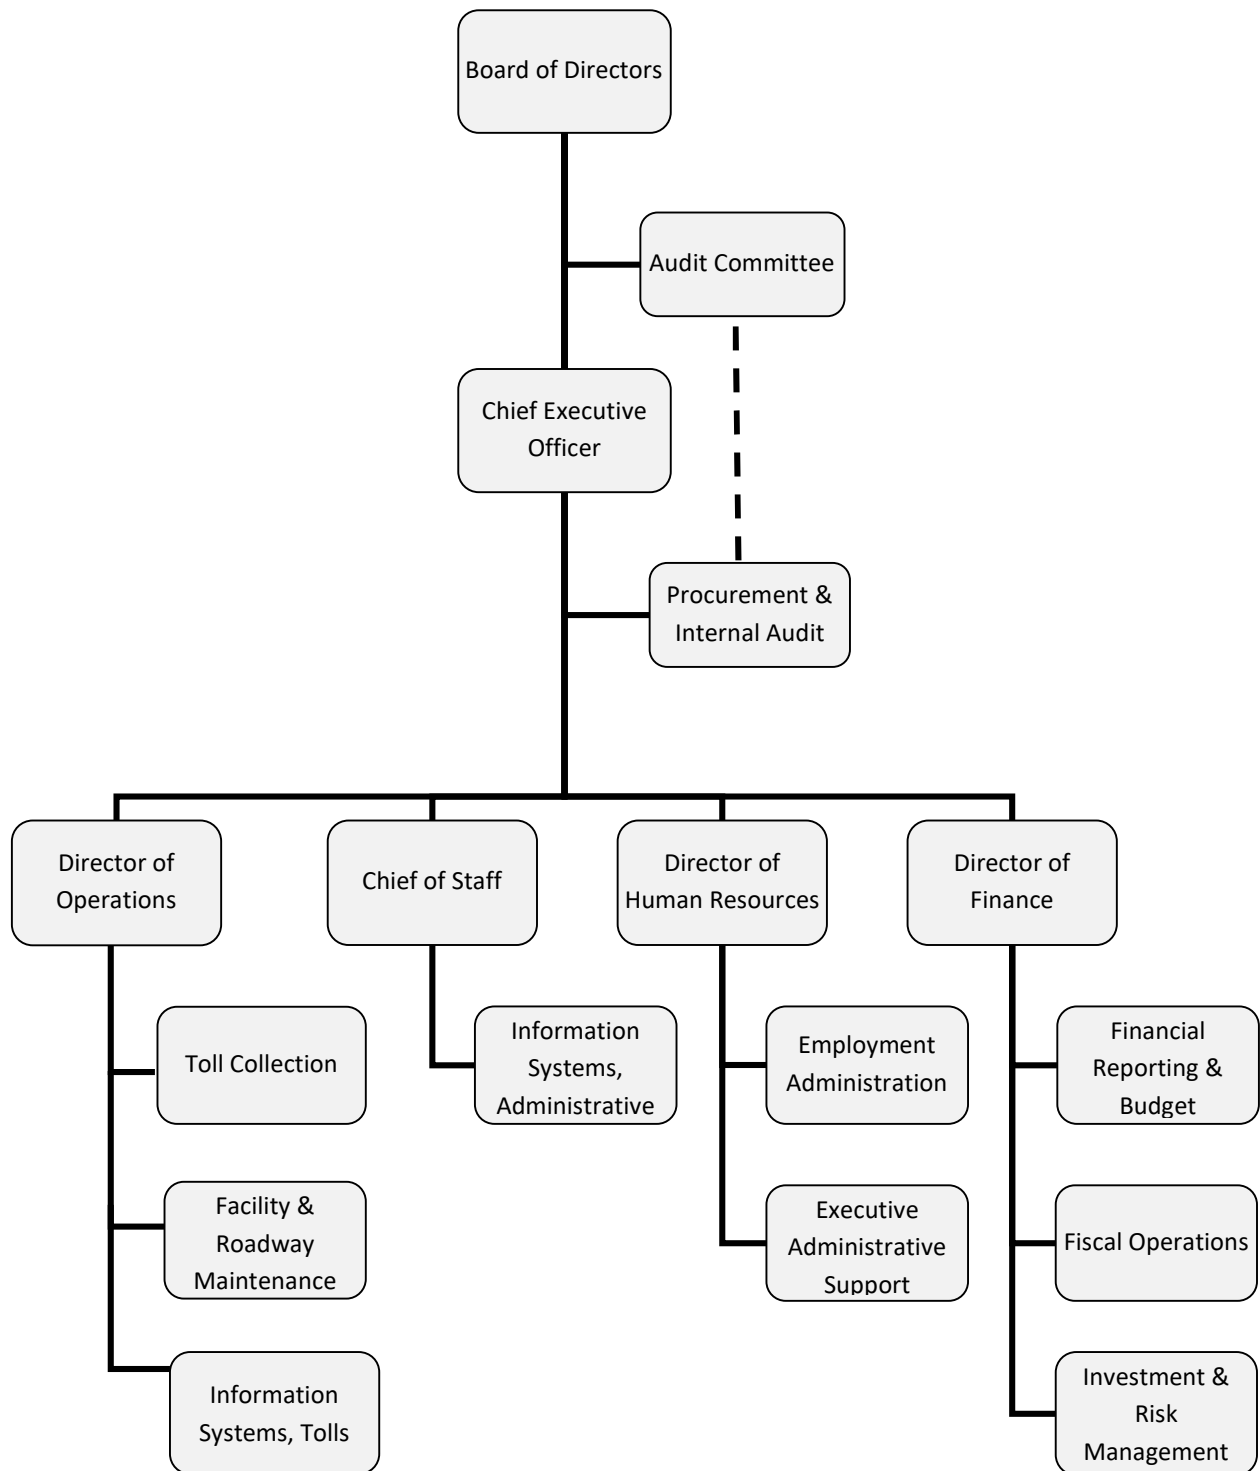 Board of Directors
Audit Committee
Chief Executive
Officer
Procurement &
Internal Audit
Director of
Operations
Chief of Staff
Director of
Human Resources
Director of
Finance
Toll Collection
Information
Systems,
Administrative
Employment
Administration
Financial
Reporting &
Budget
Facility &
Roadway
Maintenance
Executive
Administrative
Support
Fiscal Operations
Information
Systems, Tolls
Investment &
Risk
Management